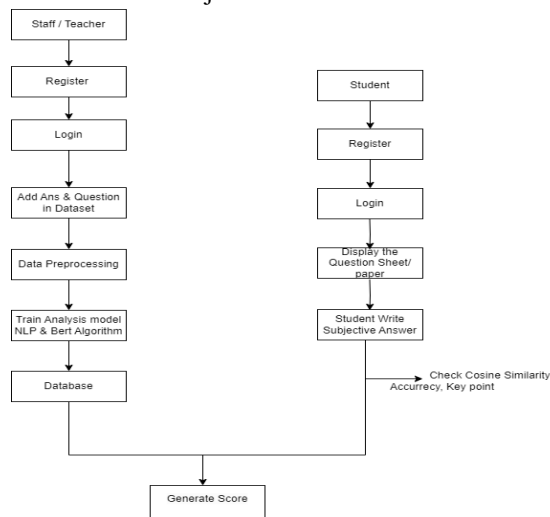 Staff / Teacher
Register
Login
Add Ans & Question
in Dataset
Data Preprocessing
Train Analysis model
NLP & Bert Algorithm
Database
Student
Register
Login
Display the
Question Sheet/
paper
Student Write
Subjective Answer
Check Cosine Similarity
Accurrecy, Key point
Generate Score